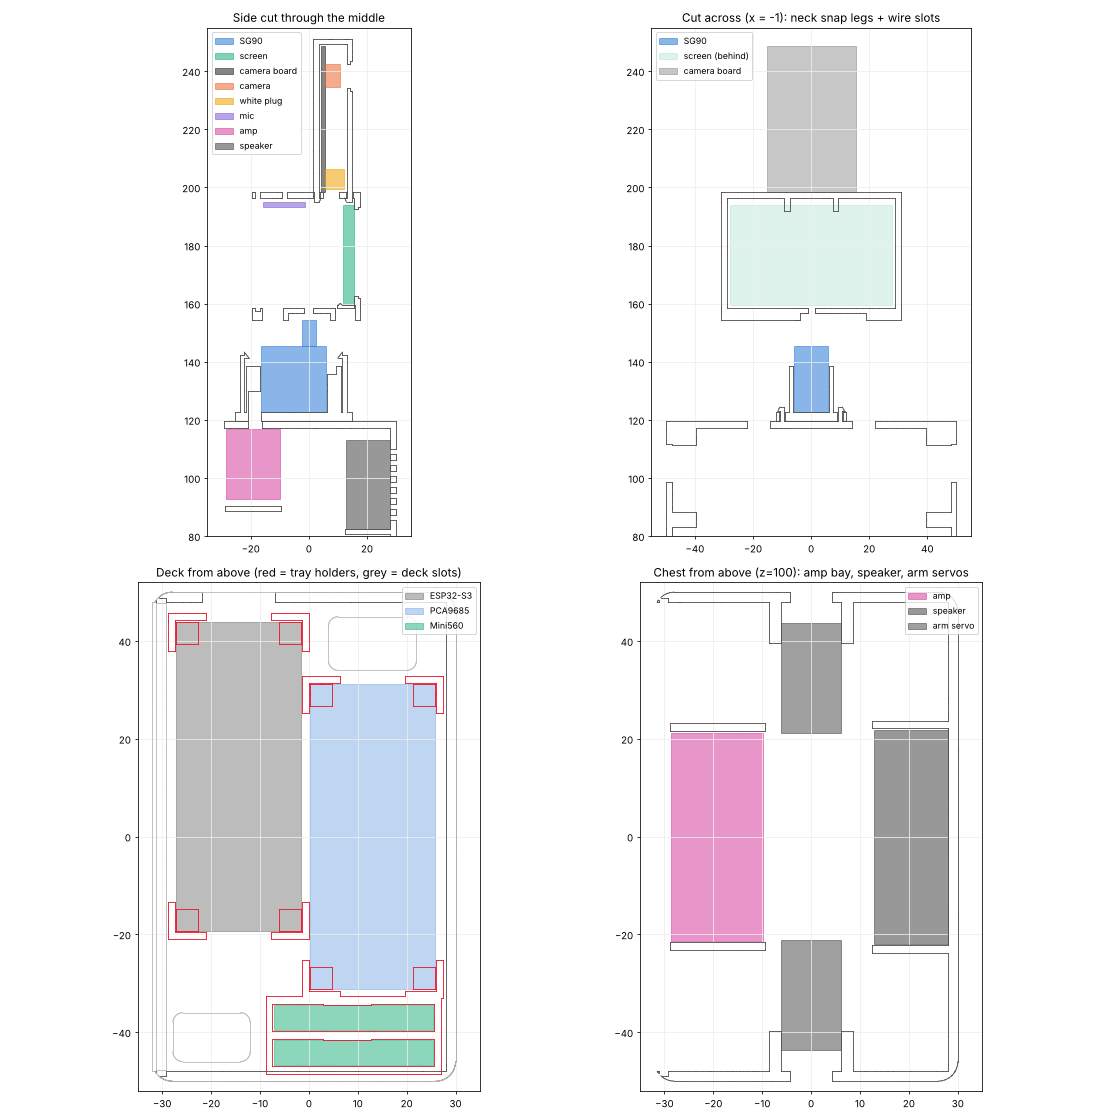 Side cut through the middle
SG90
screen
camera board
camera
white plug
mic
amp
speaker
240
220
200
180
160
140
120
100
80
−20
0
20
Cut across (x = -1): neck snap legs + wire slots
SG90
screen (behind)
camera board
240
220
200
180
160
140
120
100
80
−40
−20
0
20
40
Deck from above (red = tray holders, grey = deck slots)
ESP32-S3
PCA9685
Mini560
40
20
0
−20
−40
−30
−20
−10
0
10
20
30
Chest from above (z=100): amp bay, speaker, arm servos
amp
speaker
arm servo
40
20
0
−20
−40
−30
−20
−10
0
10
20
30